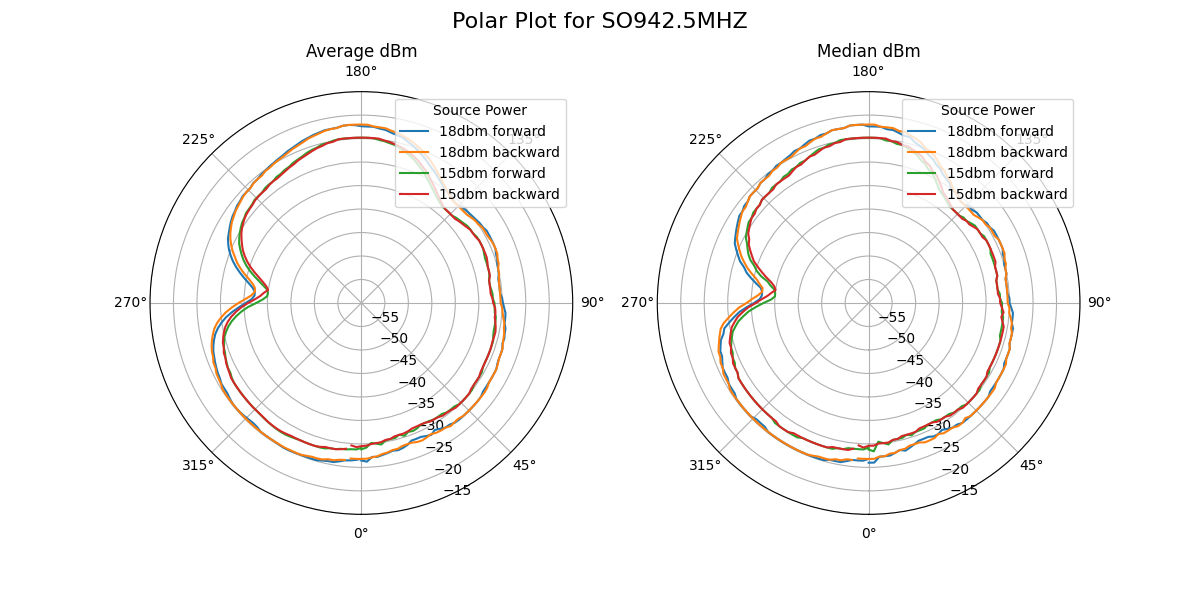 Polar Plot for SO942.5MHZ
Average dBm
180°
225°
135°
Source Power
18dbm forward
18dbm backward
15dbm forward
15dbm backward
270°
90°
−55
−50
−45
−40
−35
−30
−25
−20
−15
315°
45°
0°
Median dBm
180°
225°
135°
Source Power
18dbm forward
18dbm backward
15dbm forward
15dbm backward
270°
90°
−55
−50
−45
−40
−35
−30
−25
−20
−15
315°
45°
0°